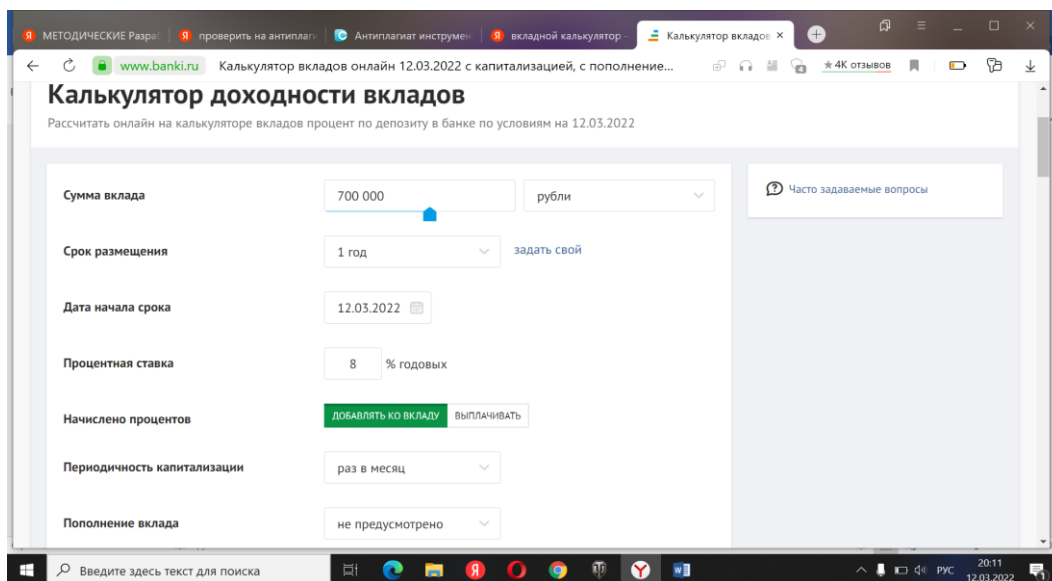 МЕТОДИЧЕСКИЕ Разраб
проверить на антиплаги
Антиплагиат инструмен
вкладной калькулятор –
Калькулятор вкладов
www.banki.ru Калькулятор вкладов онлайн 12.03.2022 с капитализацией, с пополнение... ★ 4K отзывов
Калькулятор доходности вкладов
Рассчитать онлайн на калькуляторе вкладов процент по депозиту в банке по условиям на 12.03.2022
Сумма вклада 700 000 рубли
Часто задаваемые вопросы
Срок размещения 1 год задать свой
Дата начала срока 12.03.2022
Процентная ставка 8 % годовых
Начислено процентов ДОБАВЛЯТЬ КО ВКЛАДУ ВЫПЛАЧИВАТЬ
Периодичность капитализации раз в месяц
Пополнение вклада не предусмотрено
Введите здесь текст для поиска
РУС
20:11
12.03.2022